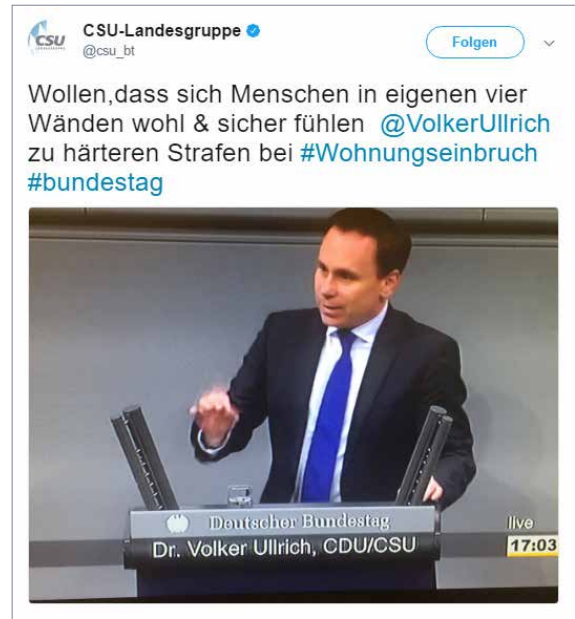 CSU
CSU-Landesgruppe
@csu_bt
Folgen
Wollen,dass sich Menschen in eigenen vier
Wänden wohl & sicher fühlen @VolkerUllrich
zu härteren Strafen bei #Wohnungseinbruch
#bundestag
Deutscher Bundestag
live
Dr. Volker Ullrich, CDU/CSU
17:03